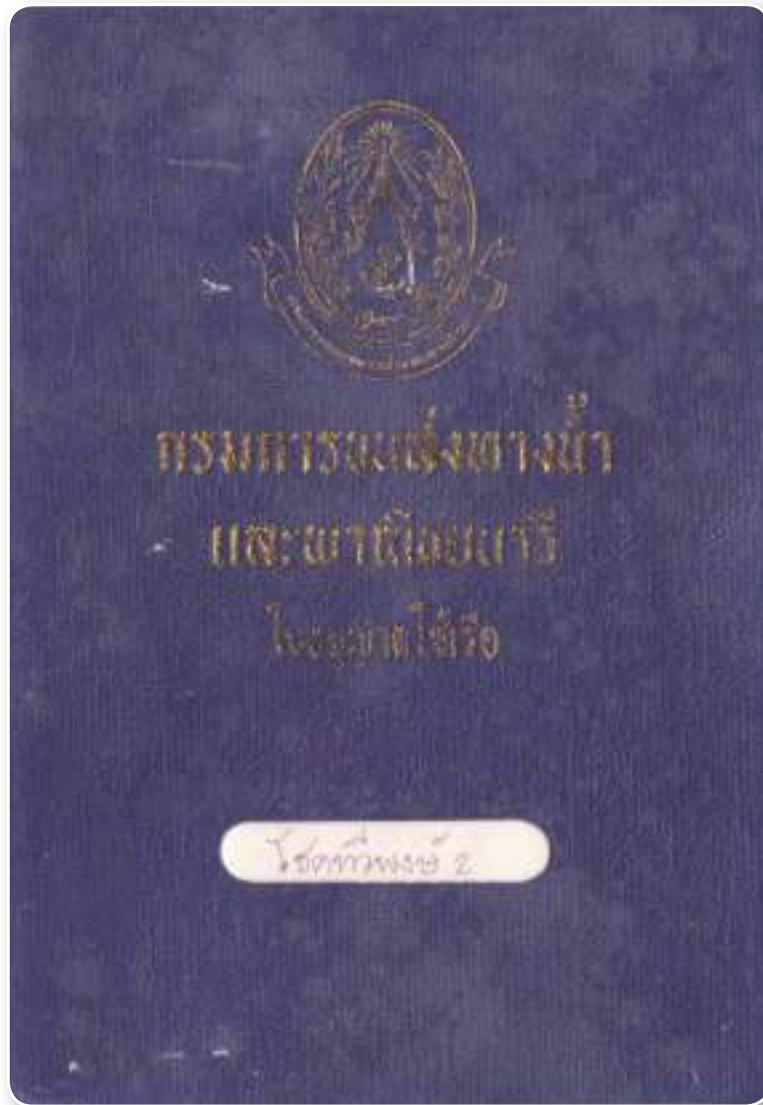 กรมการขนส่งทางน้ำ
และพาณิชยนาวี
ใบอนุญาตใช้เรือ
โชคทวีพงษ์ 2